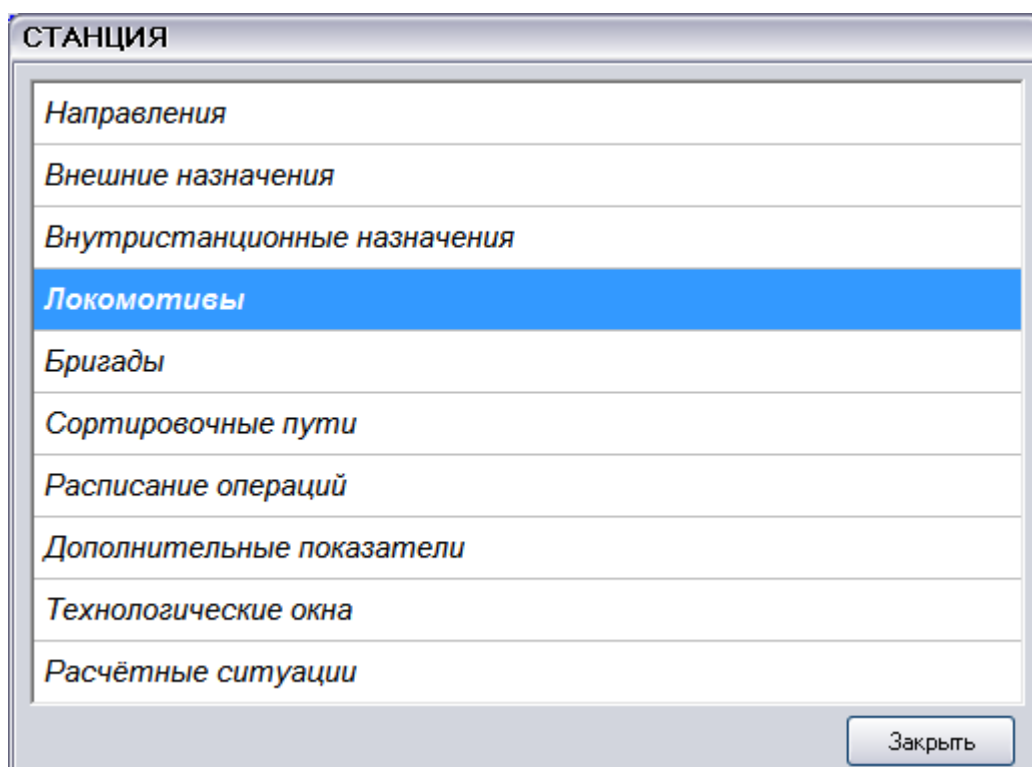 СТАНЦИЯ
Направления
Внешние назначения
Внутристанционные назначения
Локомотивы
Бригады
Сортировочные пути
Расписание операций
Дополнительные показатели
Технологические окна
Расчётные ситуации
Закрыть